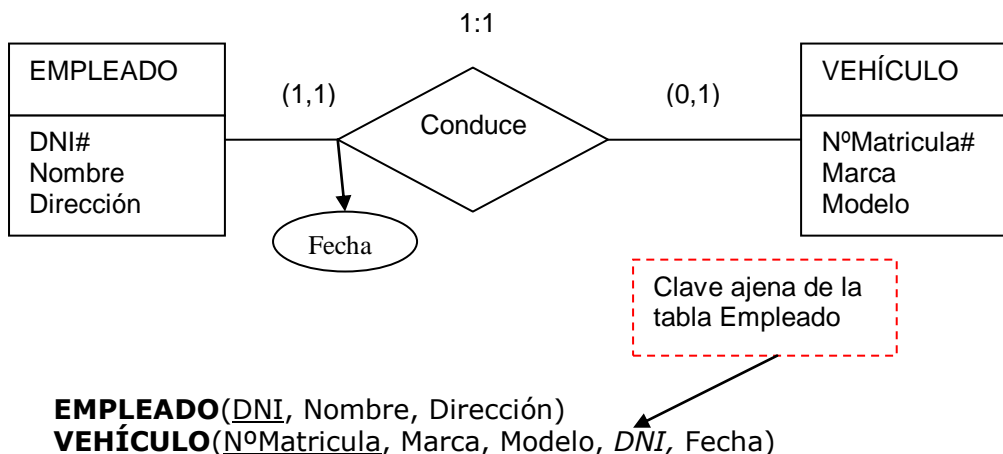 1:1
EMPLEADO
VEHÍCULO
(1,1)
(0,1)
Conduce
DNI#
Nombre
Dirección
NºMatricula#
Marca
Modelo
Fecha
Clave ajena de la
tabla Empleado
EMPLEADO(DNI, Nombre, Dirección)
VEHÍCULO(NºMatricula, Marca, Modelo, DNI, Fecha)